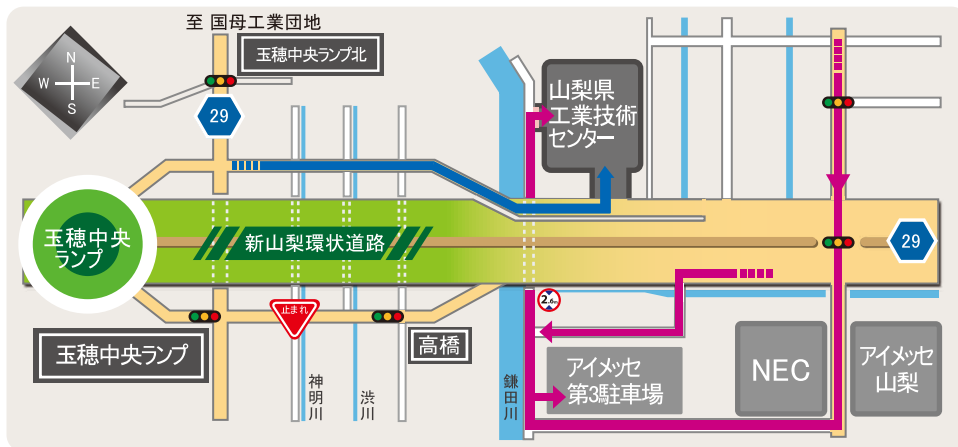 至 国母工業団地
玉穂中央ランプ北
N
W
E
S
29
山梨県
工業技術
センター
玉穂中央
ランプ
新山梨環状道路
29
止まれ
2.6m
玉穂中央ランプ
高橋
神明川
渋川
鎌田川
アイメッセ
第3駐車場
NEC
アイメッセ
山梨